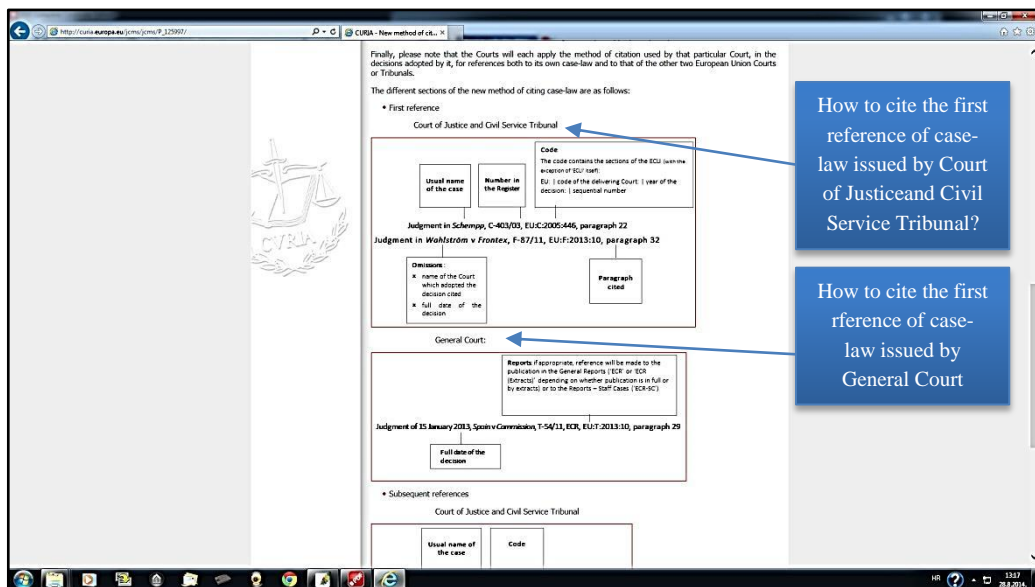 http://curia.europa.eu/jcms/jcms/P_125997/
CURIA - New method of cit...
Finally, please note that the Courts will each apply the method of citation used by that particular Court, in the
decisions adopted by it, for references both to its own case-law and to that of the other two European Union Courts
or Tribunals.
The different sections of the new method of citing case-law are as follows:
• First reference
Court of Justice and Civil Service Tribunal
Usual name
of the case
Number in
the Register
Code
The code contains the sections of the ECLI (with the
exception of 'ECLI' itself):
EU: | code of the delivering Court: | year of the
decision: | sequential number
Judgment in Schempp, C-403/03, EU:C:2005:446, paragraph 22
Judgment in Wahlström v Frontex, F-87/11, EU:F:2013:10, paragraph 32
Omissions :
× name of the Court
which adopted the
decision cited
× full date of the
decision
Paragraph
cited
General Court:
Reports if appropriate, reference will be made to the
publication in the General Reports ('ECR' or 'ECR
(Extracts)' depending on whether publication is in full or
by extracts) or to the Reports – Staff Cases ('ECR-SC')
Judgment of 15 January 2013, Spain v Commission, T-54/11, ECR, EU:T:2013:10, paragraph 29
Full date of the
decision
• Subsequent references
Court of Justice and Civil Service Tribunal
Usual name of
the case
Code
CVRIA
How to cite the first
reference of case-
law issued by Court
of Justiceand Civil
Service Tribunal?
How to cite the first
rference of case-
law issued by
General Court
HR
13:17
28.8.2014.